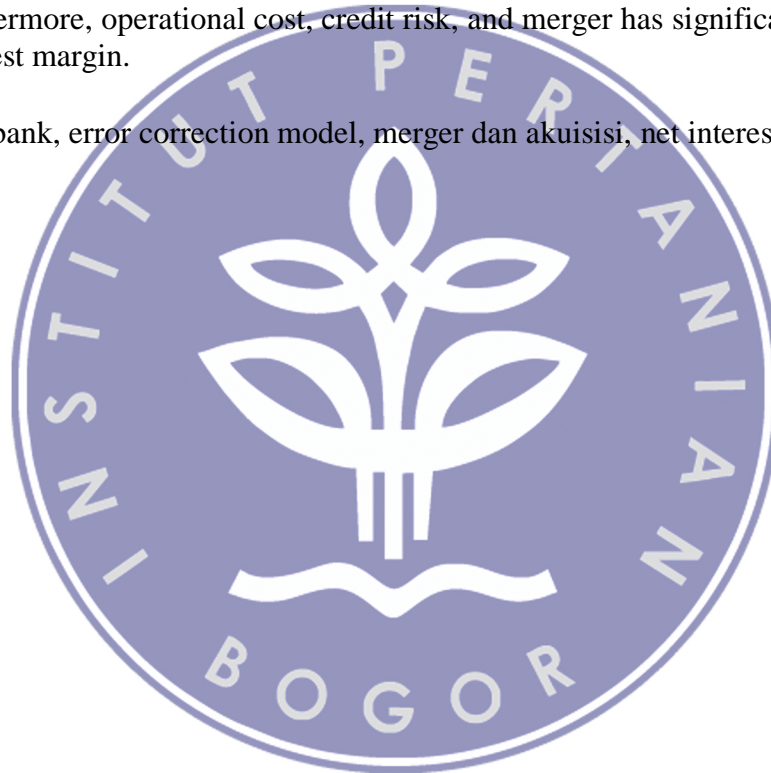 ermore, operational cost, credit risk, and merger has significa
est margin.
bank, error correction model, merger dan akuisisi, net interes
INSTITUT PERTANIAN
BOGOR